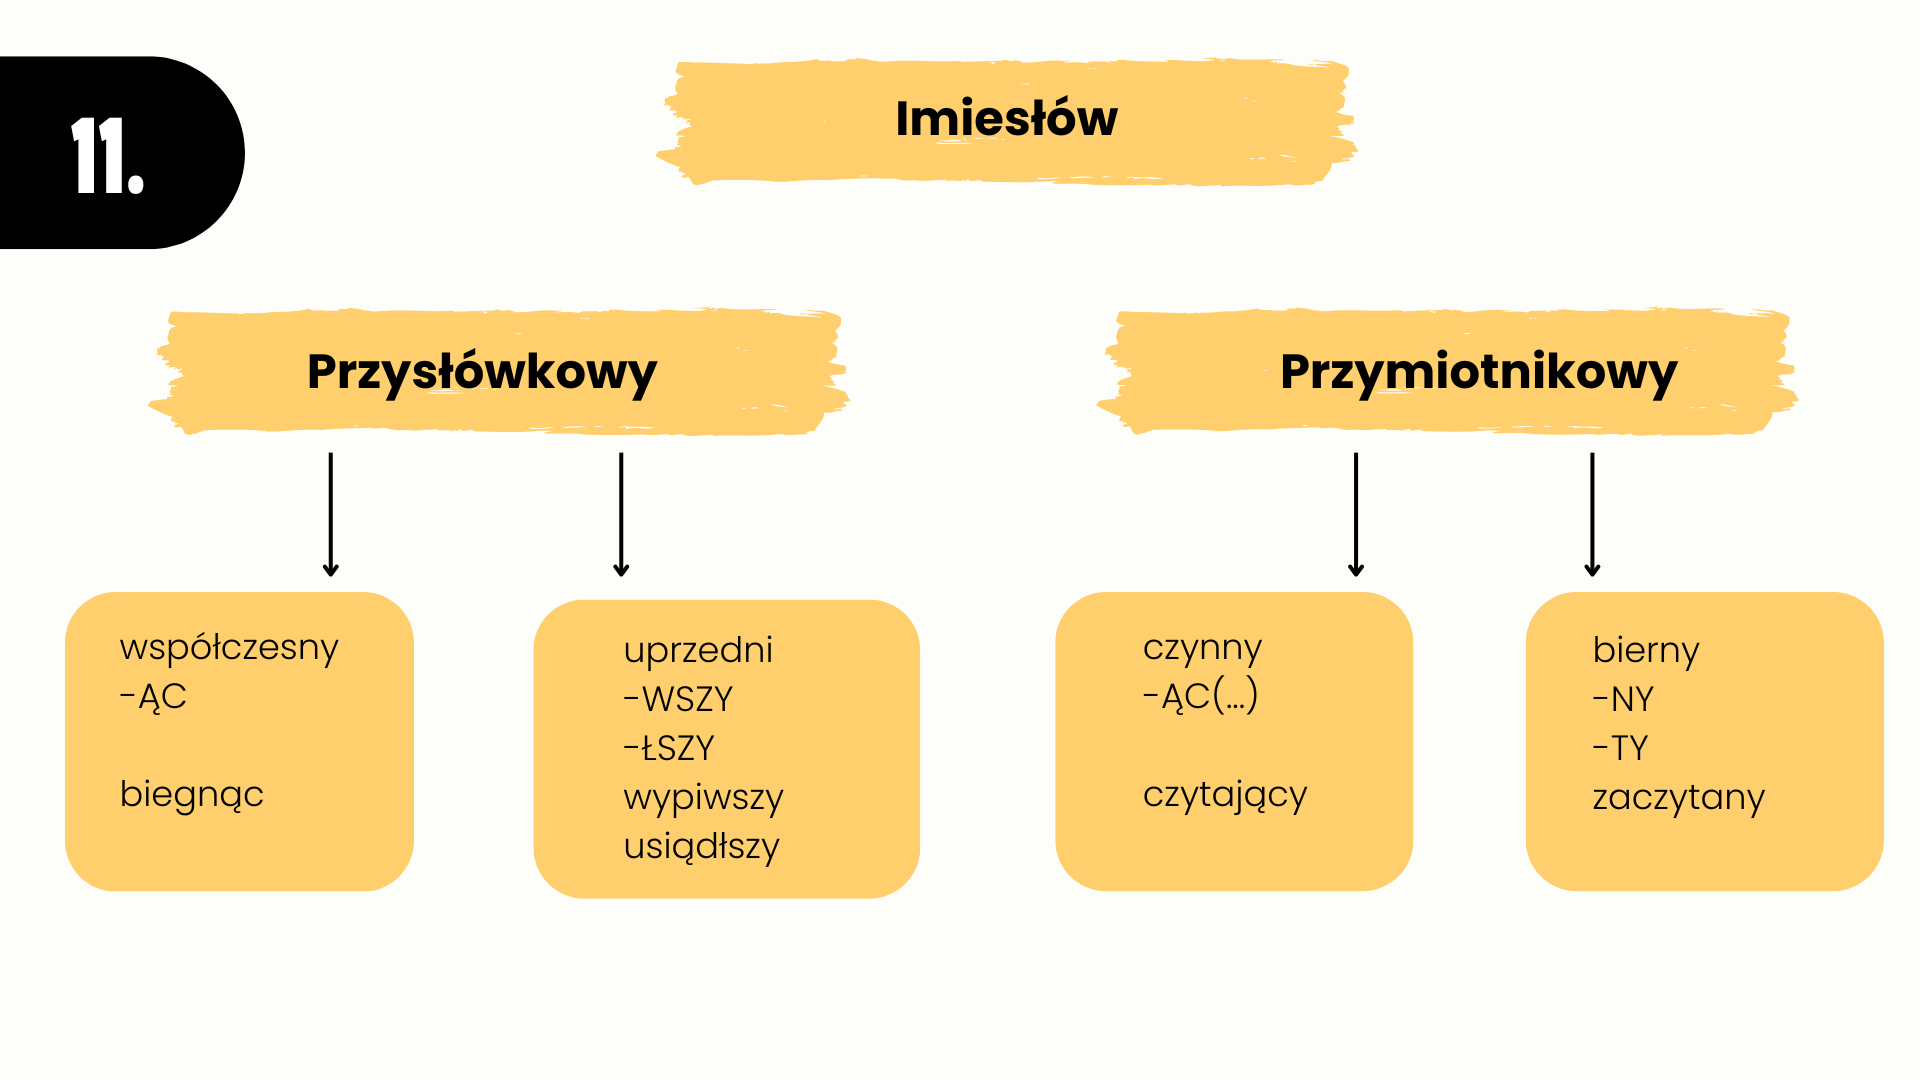 11.
Imiesłów
Przysłówkowy
Przymiotnikowy
współczesny
-ĄC
biegnąc
uprzedni
-WSZY
-ŁSZY
wypiwszy
usiądłszy
czynny
-ĄC(...)
czytający
bierny
-NY
-TY
zaczytany